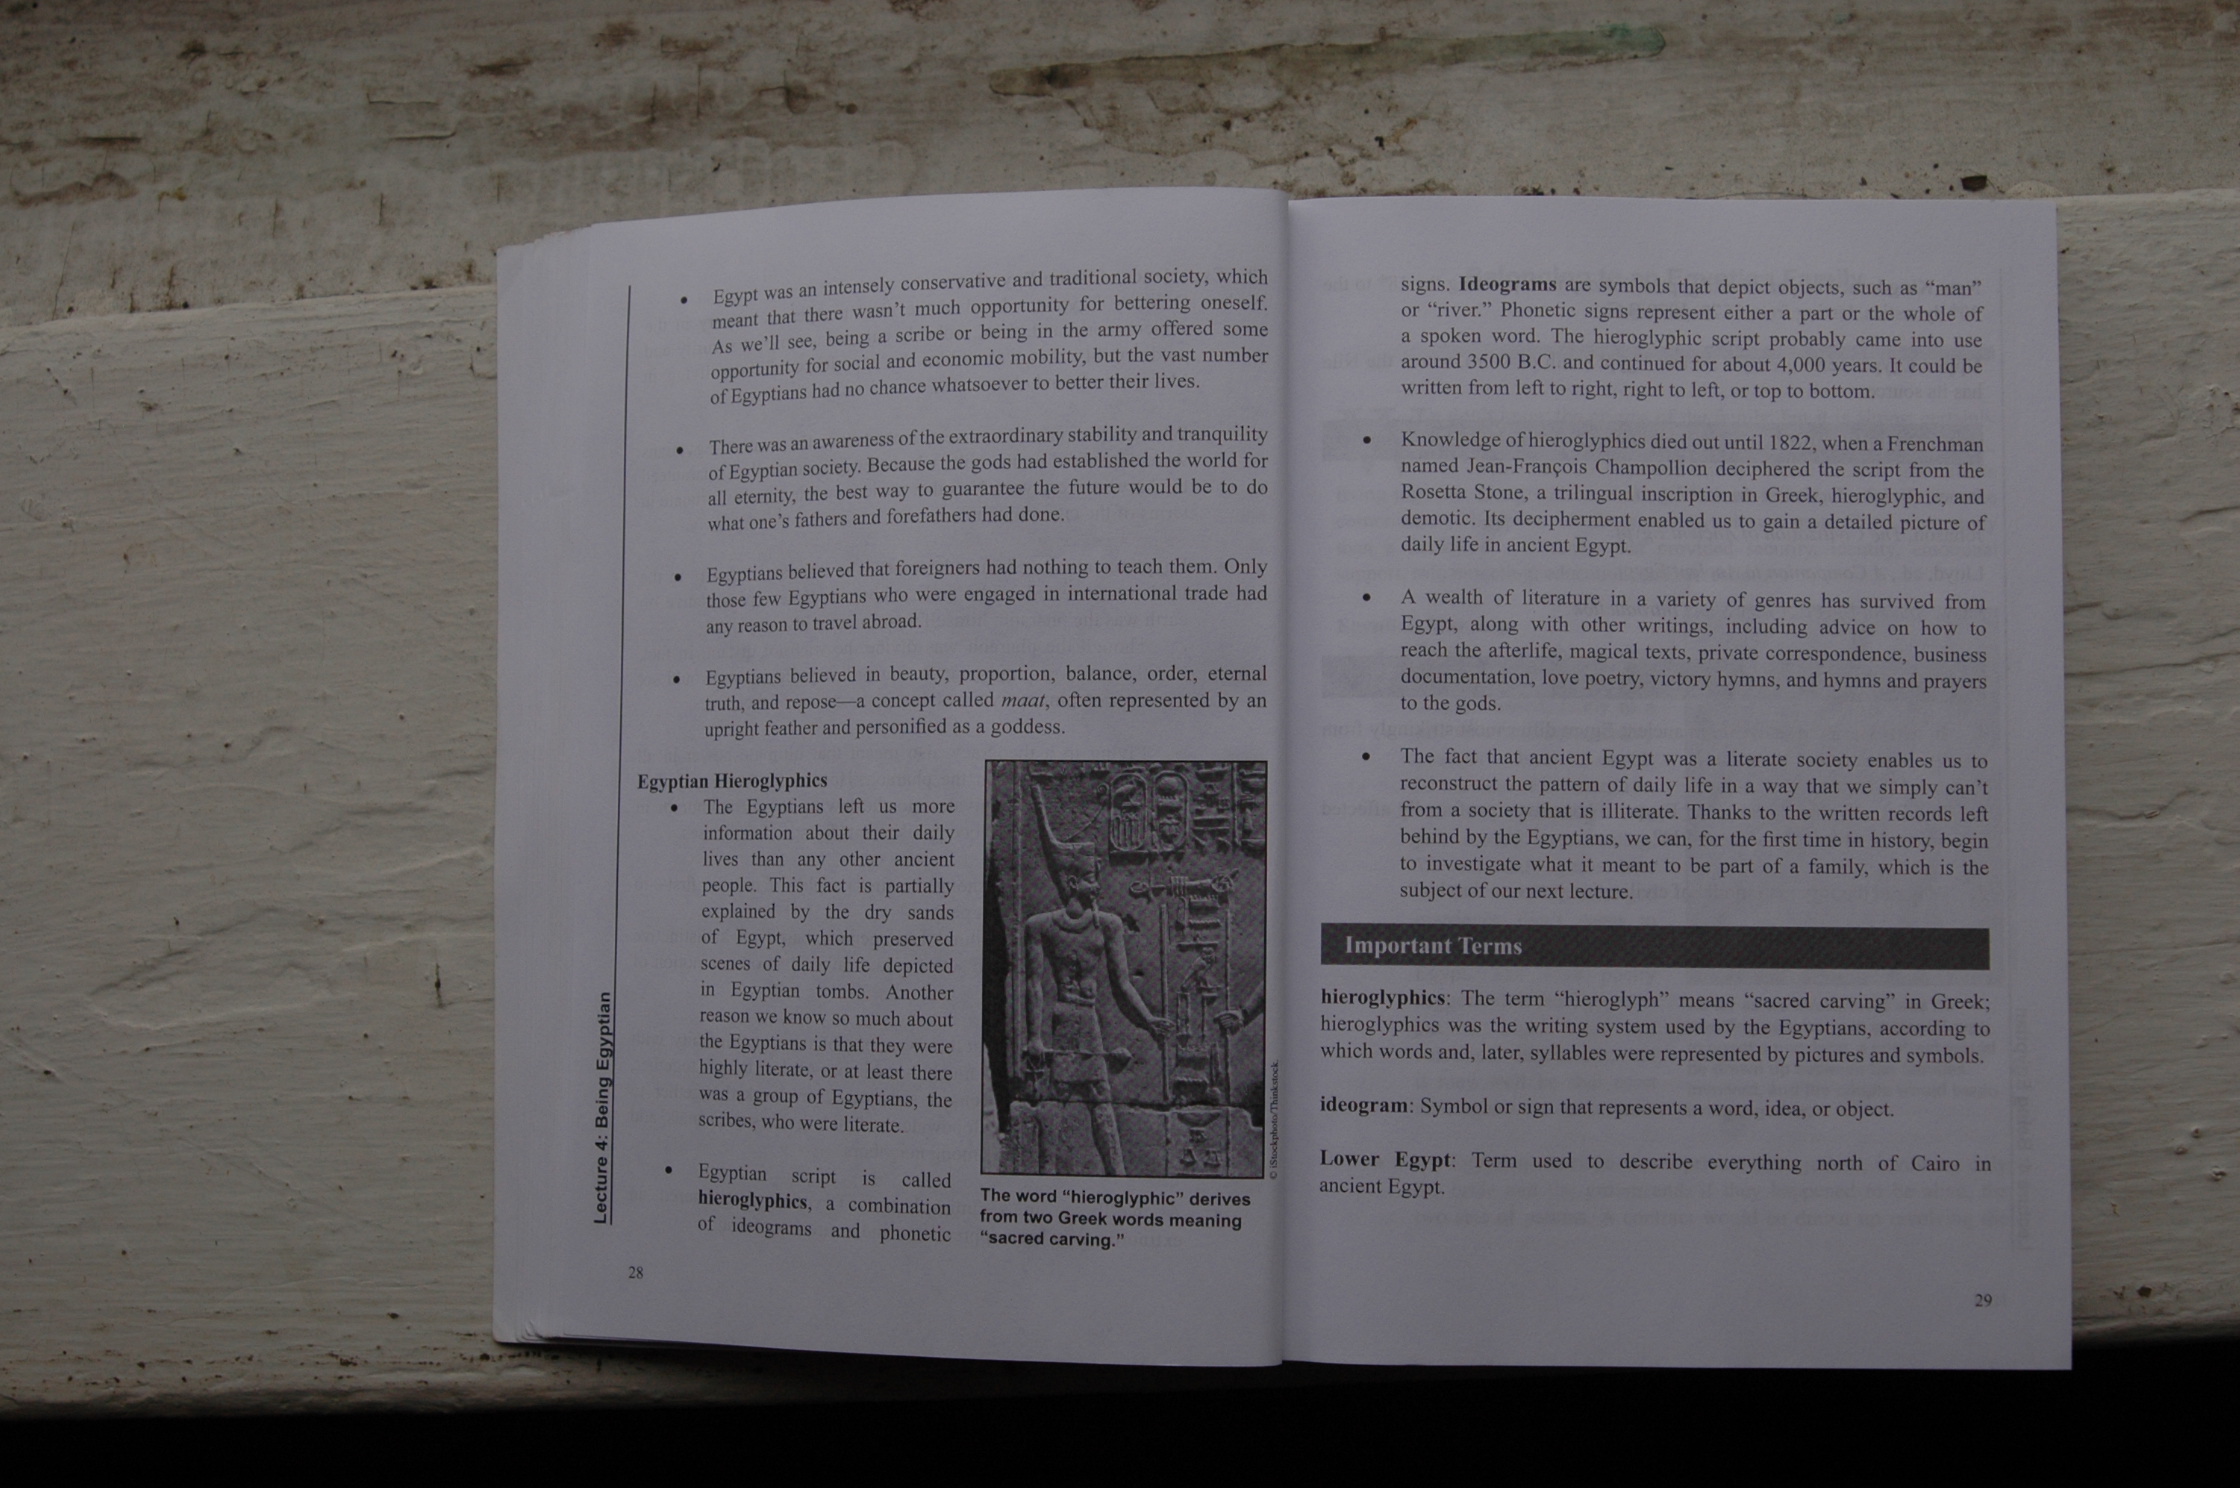 Egypt was an intensely conservative and traditional society, which
meant that there wasn't much opportunity for bettering oneself.
As we'll see, being a scribe or being in the army offered some
opportunity for social and economic mobility, but the vast number
of Egyptians had no chance whatsoever to better their lives.
There was an awareness of the extraordinary stability and tranquility
of Egyptian society. Because the gods had established the world for
all eternity, the best way to guarantee the future would be to do
what one's fathers and forefathers had done.
Egyptians believed that foreigners had nothing to teach them. Only
those few Egyptians who were engaged in international trade had
any reason to travel abroad.
Egyptians believed in beauty, proportion, balance, order, eternal
truth, and repose—a concept called maat, often represented by an
upright feather and personified as a goddess.
Egyptian Hieroglyphics
The Egyptians left us more
information about their daily
lives than any other ancient
people. This fact is partially
explained by the dry sands
of Egypt, which preserved
scenes of daily life depicted
in Egyptian tombs. Another
reason we know so much about
the Egyptians is that they were
highly literate, or at least there
was a group of Egyptians, the
scribes, who were literate.
Egyptian script is called
hieroglyphics, a combination
of ideograms and phonetic
© iStockphoto/Thinkstock.
The word "hieroglyphic" derives
from two Greek words meaning
"sacred carving."
Lecture 4: Being Egyptian
28
signs. Ideograms are symbols that depict objects, such as "man"
or "river." Phonetic signs represent either a part or the whole of
a spoken word. The hieroglyphic script probably came into use
around 3500 B.C. and continued for about 4,000 years. It could be
written from left to right, right to left, or top to bottom.
Knowledge of hieroglyphics died out until 1822, when a Frenchman
named Jean-François Champollion deciphered the script from the
Rosetta Stone, a trilingual inscription in Greek, hieroglyphic, and
demotic. Its decipherment enabled us to gain a detailed picture of
daily life in ancient Egypt.
A wealth of literature in a variety of genres has survived from
Egypt, along with other writings, including advice on how to
reach the afterlife, magical texts, private correspondence, business
documentation, love poetry, victory hymns, and hymns and prayers
to the gods.
The fact that ancient Egypt was a literate society enables us to
reconstruct the pattern of daily life in a way that we simply can't
from a society that is illiterate. Thanks to the written records left
behind by the Egyptians, we can, for the first time in history, begin
to investigate what it meant to be part of a family, which is the
subject of our next lecture.
Important Terms
hieroglyphics: The term "hieroglyph" means "sacred carving" in Greek;
hieroglyphics was the writing system used by the Egyptians, according to
which words and, later, syllables were represented by pictures and symbols.
ideogram: Symbol or sign that represents a word, idea, or object.
Lower Egypt: Term used to describe everything north of Cairo in
ancient Egypt.
29